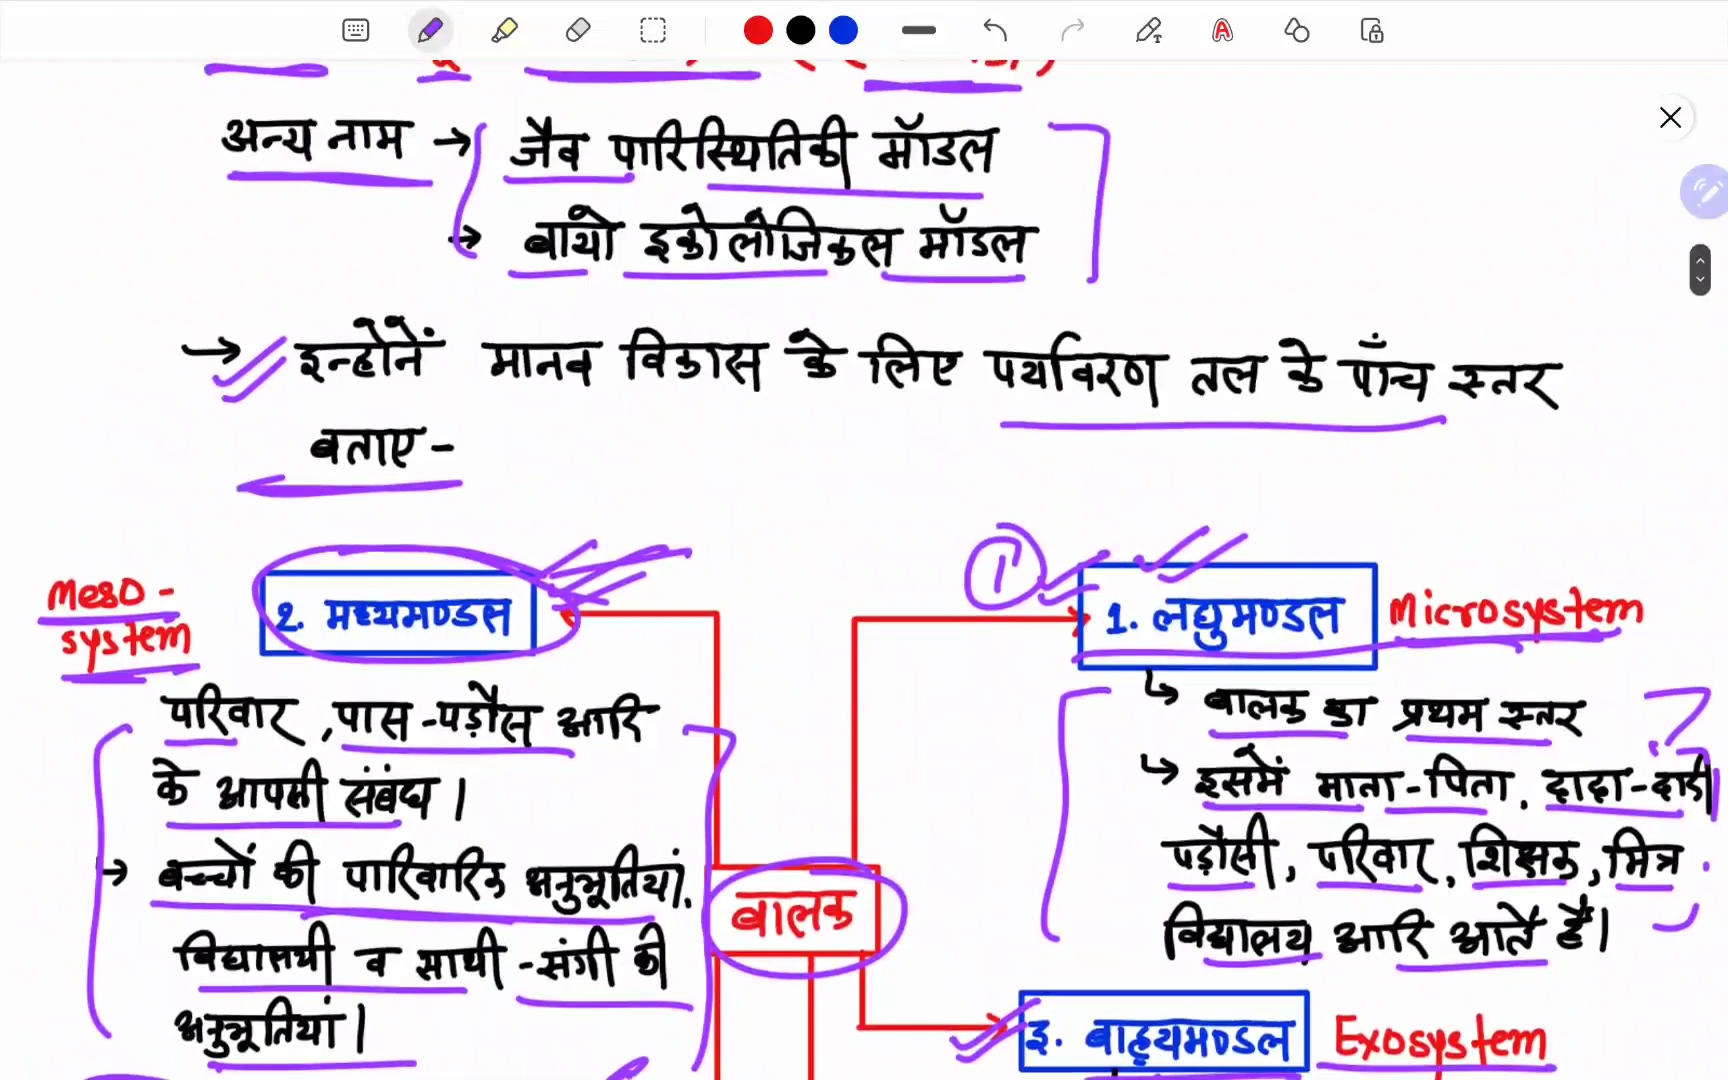 अन्य नाम → जैव पारिस्थितिकी मॉडल
→ बायो इकोलोजिकल मॉडल
→ इन्होनें मानव विकास के लिए पर्यावरण तल के पाँच स्तर
बताए -
①
Meso -
system
2. मध्यमण्डल
1. लघुमण्डल Microsystem
परिवार, पास-पड़ौस आदि
के आपसी संबंध।
→ बच्चों की पारिवारिक अनुभूतियां,
विद्यालयी व साथी-संगी की
अनुभूतियां।
↳ बालक का प्रथम स्तर
↳ इसमें माता-पिता, दादा-दादी
पड़ौसी, परिवार, शिक्षक, मित्र
विद्यालय आदि आते हैं।
बालक
3. बाह्यमण्डल Exosystem